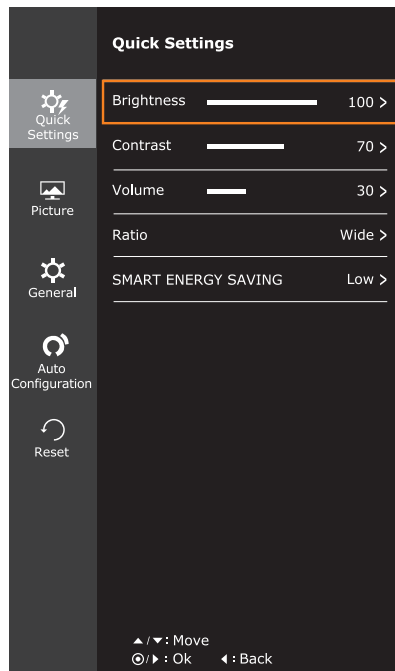 Quick Settings
Quick
Settings
Picture
General
Auto
Configuration
Reset
Brightness 100 >
Contrast 70 >
Volume 30 >
Ratio Wide >
SMART ENERGY SAVING Low >
▲/▼: Move
⦿/▶: Ok ◀: Back